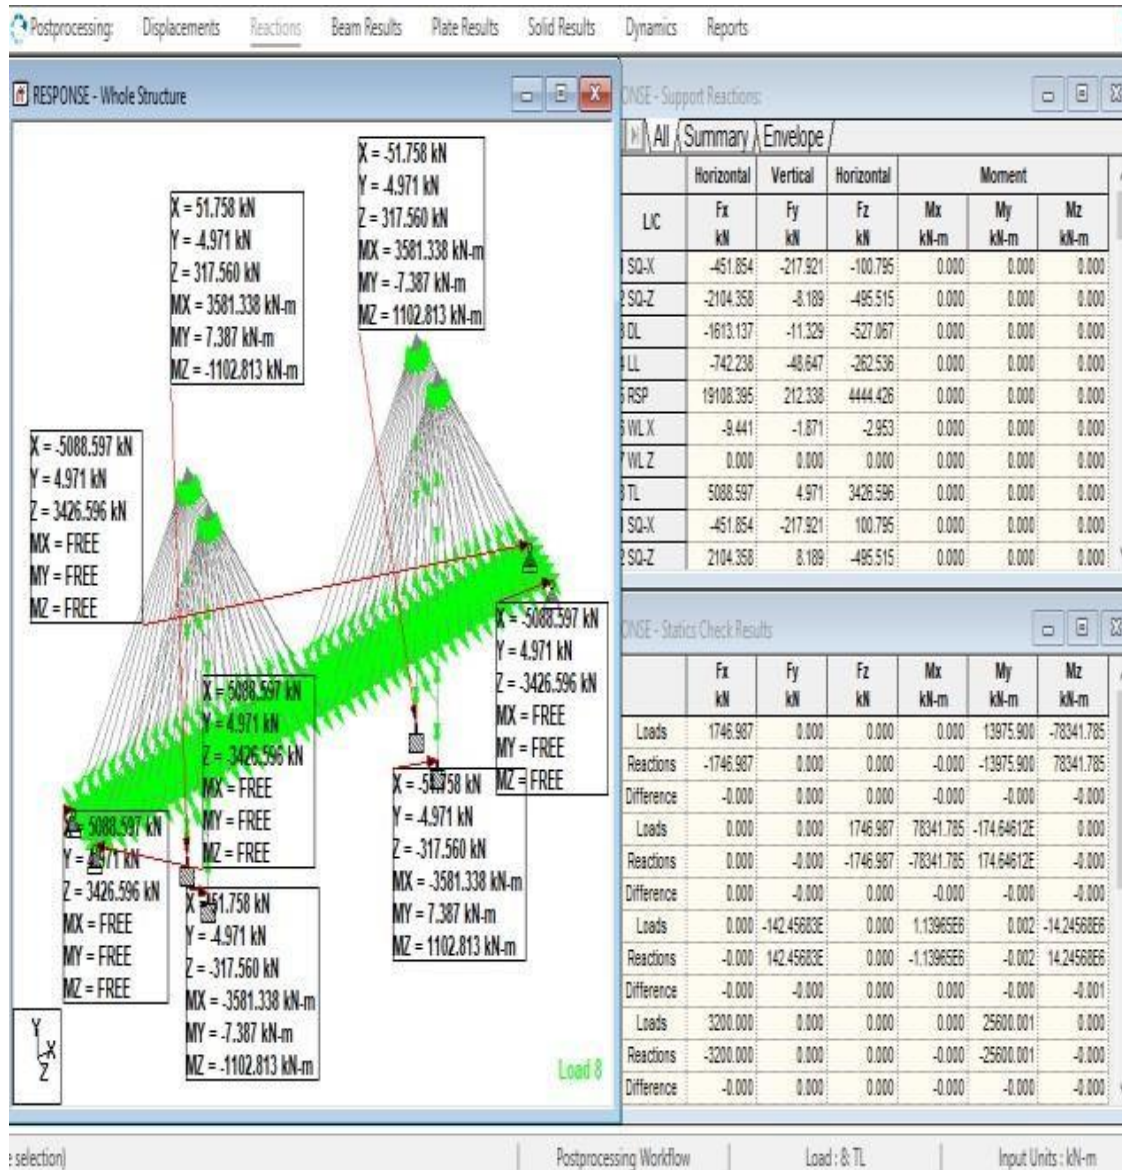 Postprocessing: Displacements Reactions Beam Results Plate Results Solid Results Dynamics Reports
RESPONSE - Whole Structure
X = -51.758 kN
Y = -4.971 kN
Z = 317.560 kN
MX = 3581.338 kN-m
MY = -7.387 kN-m
MZ = 1102.813 kN-m
X = 51.758 kN
Y = -4.971 kN
Z = 317.560 kN
MX = 3581.338 kN-m
MY = 7.387 kN-m
MZ = -1102.813 kN-m
X = -5088.597 kN
Y = 4.971 kN
Z = 3426.596 kN
MX = FREE
MY = FREE
MZ = FREE
X = -5088.597 kN
Y = 4.971 kN
Z = -3426.596 kN
MX = FREE
MY = FREE
MZ = FREE
X = 5088.597 kN
Y = 4.971 kN
Z = -3426.596 kN
MX = FREE
MY = FREE
MZ = FREE
X = 5088.597 kN
Y = 4.971 kN
Z = 3426.596 kN
MX = FREE
MY = FREE
MZ = FREE
X = 51.758 kN
Y = -4.971 kN
Z = -317.560 kN
MX = -3581.338 kN-m
MY = -7.387 kN-m
MZ = -1102.813 kN-m
X = -51.758 kN
Y = -4.971 kN
Z = -317.560 kN
MX = -3581.338 kN-m
MY = 7.387 kN-m
MZ = 1102.813 kN-m
Y
X
Z
Load 8
ONSE - Support Reactions:
All Summary Envelope
Horizontal Vertical Horizontal Moment
L/C Fx kN Fy kN Fz kN Mx kN-m My kN-m Mz kN-m
1 SQ-X -451.854 -217.921 -100.795 0.000 0.000 0.000
2 SQ-Z -2104.358 -8.189 -495.515 0.000 0.000 0.000
3 DL -1613.137 -11.329 -527.067 0.000 0.000 0.000
4 LL -742.238 -48.647 -262.536 0.000 0.000 0.000
5 RSP 19108.395 212.338 4444.426 0.000 0.000 0.000
6 WL X -9.441 -1.871 -2.953 0.000 0.000 0.000
7 WL Z 0.000 0.000 0.000 0.000 0.000 0.000
8 TL 5088.597 4.971 3426.596 0.000 0.000 0.000
1 SQ-X -451.854 -217.921 100.795 0.000 0.000 0.000
2 SQ-Z 2104.358 8.189 -495.515 0.000 0.000 0.000
ONSE - Statics Check Results
Fx kN Fy kN Fz kN Mx kN-m My kN-m Mz kN-m
Loads 1746.987 0.000 0.000 0.000 13975.900 -78341.785
Reactions -1746.987 0.000 0.000 -0.000 -13975.900 78341.785
Difference -0.000 0.000 0.000 -0.000 -0.000 -0.000
Loads 0.000 0.000 1746.987 78341.785 -174.64612E 0.000
Reactions 0.000 -0.000 -1746.987 -78341.785 174.64612E -0.000
Difference 0.000 -0.000 0.000 -0.000 -0.000 -0.000
Loads 0.000 -142.45683E 0.000 1.13965E6 0.002 -14.24568E6
Reactions -0.000 142.45683E 0.000 -1.13965E6 -0.002 14.24568E6
Difference -0.000 -0.000 0.000 0.000 -0.000 -0.001
Loads 3200.000 0.000 0.000 0.000 25600.001 0.000
Reactions -3200.000 0.000 0.000 -0.000 -25600.001 -0.000
Difference -0.000 0.000 0.000 -0.000 -0.000 -0.000
e selection) Postprocessing Workflow Load : 8: TL Input Units : kN-m